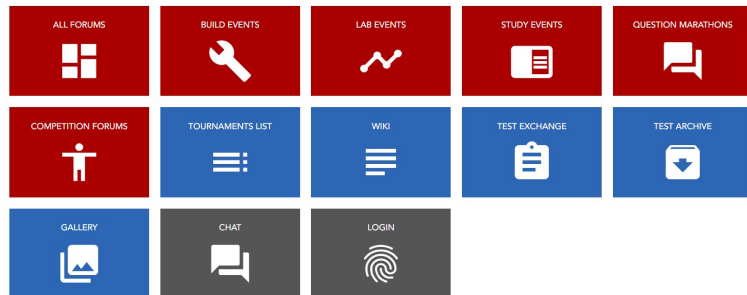 ALL FORUMS
BUILD EVENTS
LAB EVENTS
STUDY EVENTS
QUESTION MARATHONS
COMPETITION FORUMS
TOURNAMENTS LIST
WIKI
TEST EXCHANGE
TEST ARCHIVE
GALLERY
CHAT
LOGIN